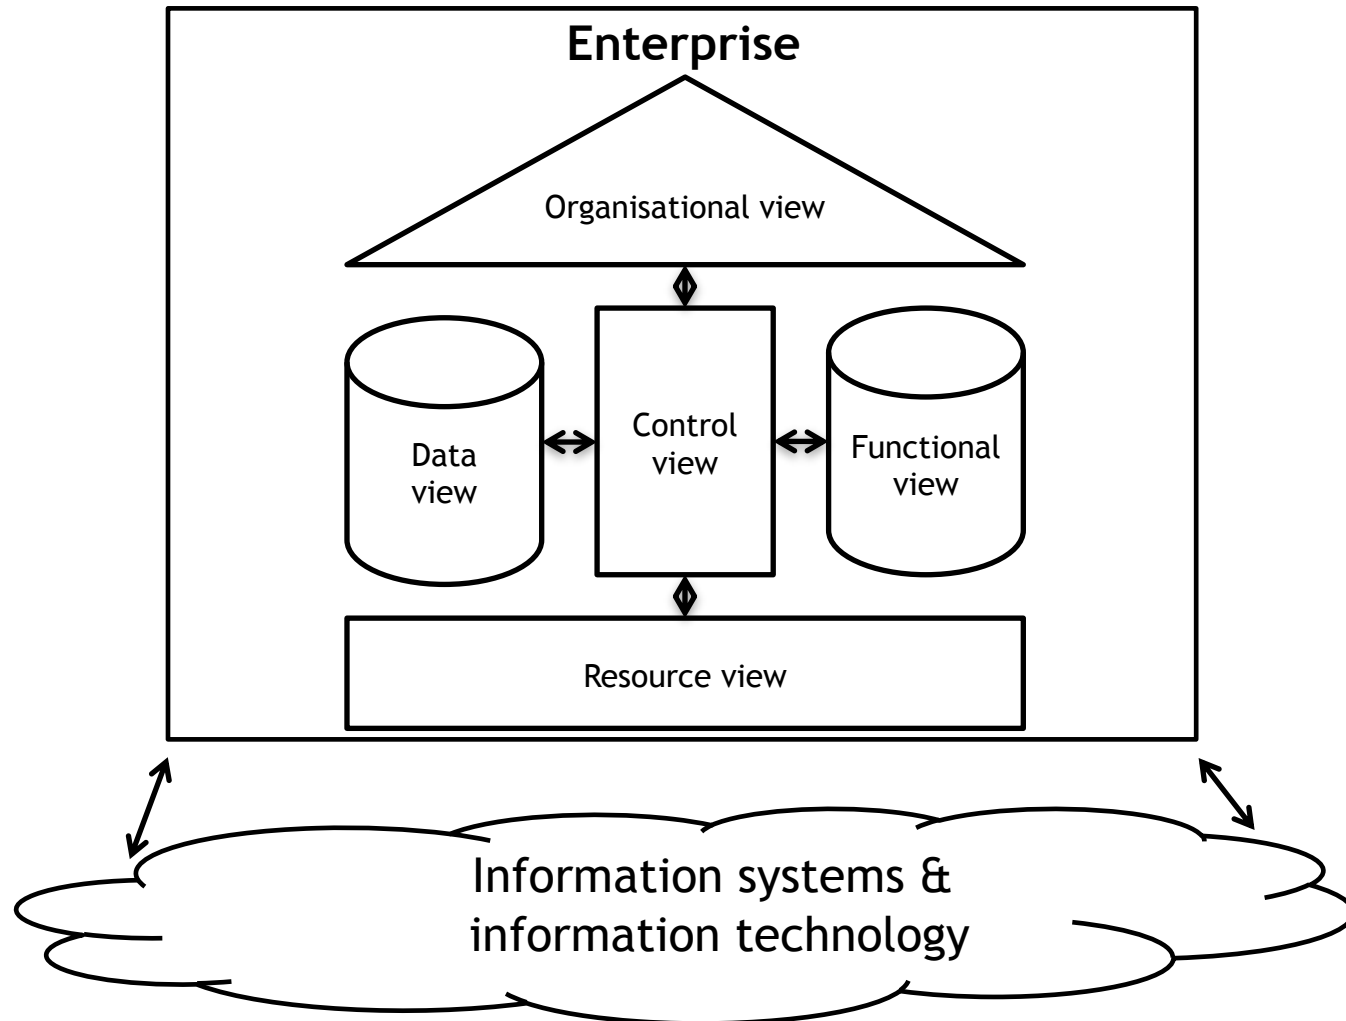 Enterprise
Organisational view
Data
view
Control
view
Functional
view
Resource view
Information systems &
information technology